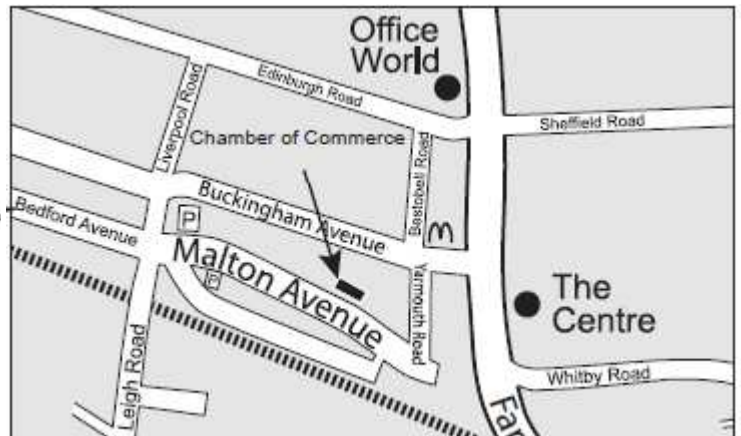 Office
World
Edinburgh Road
Liverpool Road
Sheffield Road
Chamber of Commerce
Bestobell Road
Buckingham Avenue
Bedford Avenue
P
Malton Avenue
P
Yarmouth Road
The
Centre
Leigh Road
Whitby Road
Far